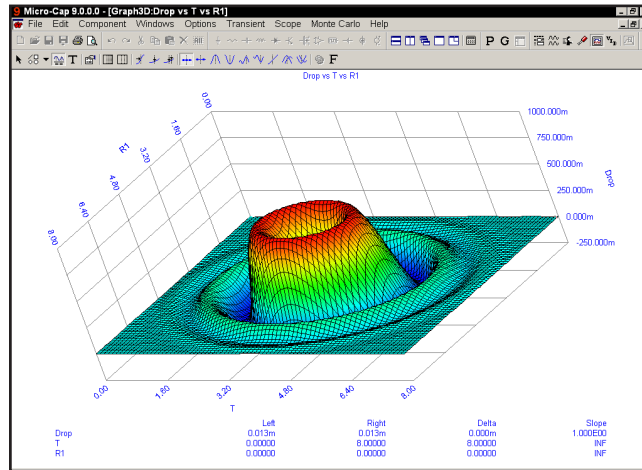 Micro-Cap 9.0.0.0 - [Graph3D:Drop vs T vs R1]
File Edit Component Windows Options Transient Scope Monte Carlo Help
P G
T F
Drop vs T vs R1
0.00
1.60
3.20
4.80
6.40
8.00
R1
1000.000m
750.000m
500.000m
250.000m
0.000m
-250.000m
Drop
0.00
1.60
3.20
4.80
6.40
8.00
T
Left Right Delta Slope
Drop 0.013m 0.013m 0.000m 1.000E00
T 0.00000 8.00000 8.00000 INF
R1 0.00000 0.00000 0.00000 INF